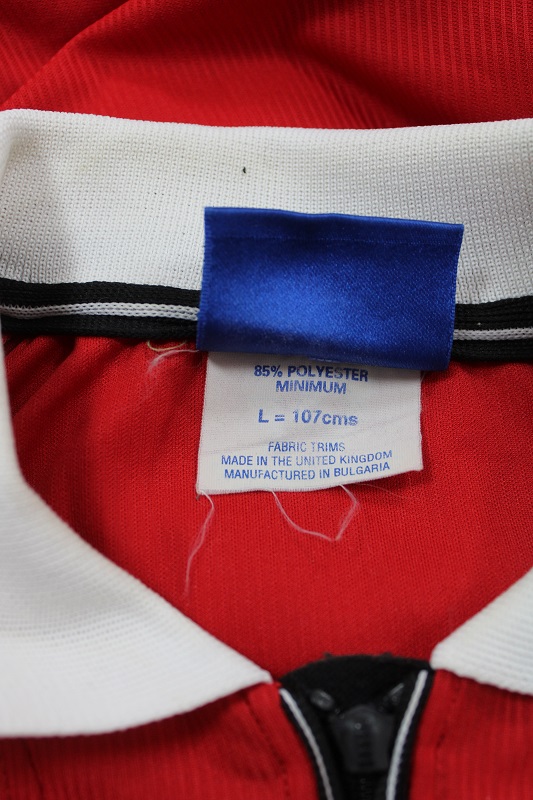 85% POLYESTER
MINIMUM
L = 107cms
FABRIC TRIMS
MADE IN THE UNITED KINGDOM
MANUFACTURED IN BULGARIA